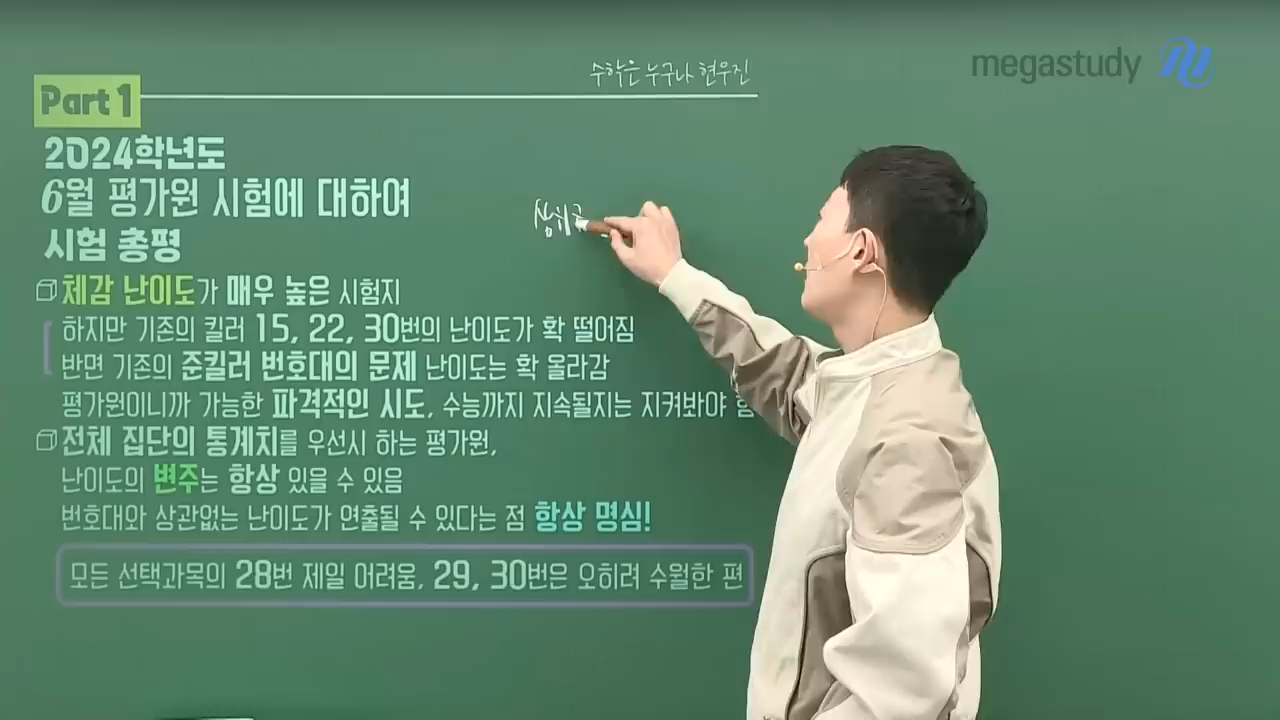 수학은 누구나 현우진
megastudy
Part 1
2024학년도
6월 평가원 시험에 대하여
시험 총평
체감 난이도가 매우 높은 시험지
하지만 기존의 킬러 15, 22, 30번의 난이도가 확 떨어짐
반면 기존의 준킬러 번호대의 문제 난이도는 확 올라감
평가원이니까 가능한 파격적인 시도, 수능까지 지속될지는 지켜봐야 함
전체 집단의 통계치를 우선시 하는 평가원,
난이도의 변주는 항상 있을 수 있음
번호대와 상관없는 난이도가 연출될 수 있다는 점 항상 명심!
모든 선택과목의 28번 제일 어려움, 29, 30번은 오히려 수월한 편